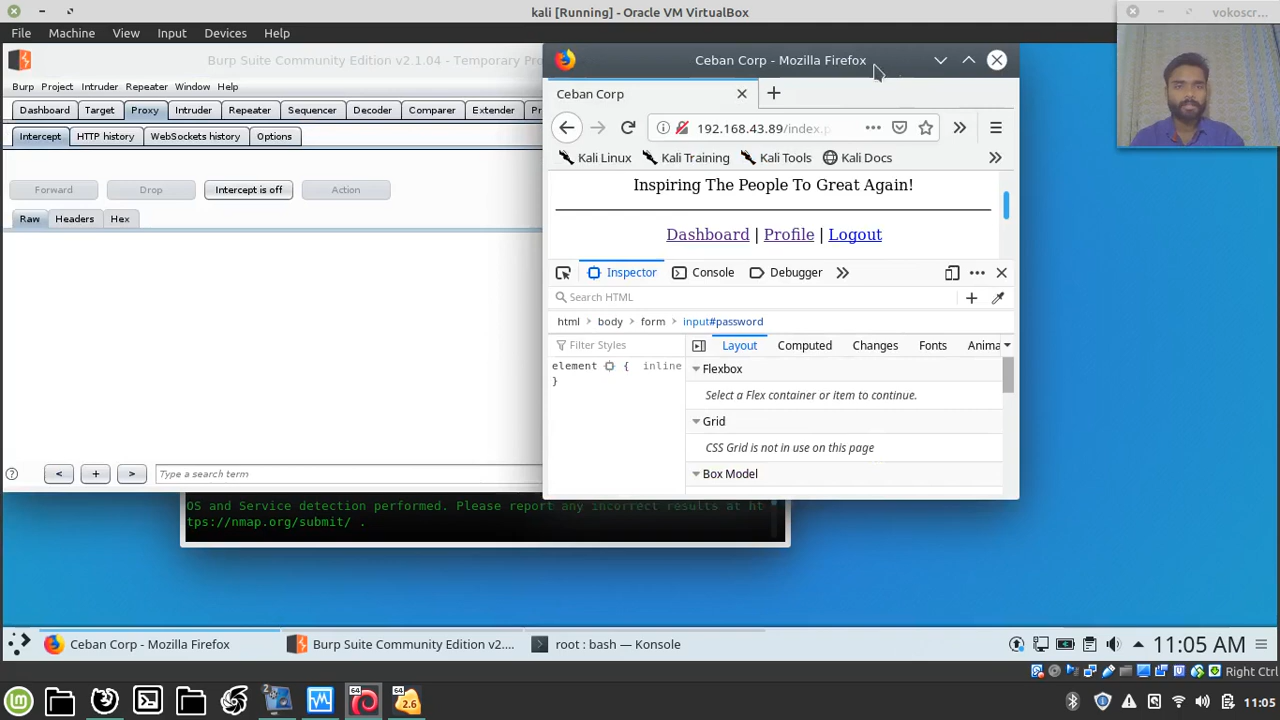 kali [Running] - Oracle VM VirtualBox
vokoscr...
File Machine View Input Devices Help
Burp Suite Community Edition v2.1.04 - Temporary Pro
Burp Project Intruder Repeater Window Help
Dashboard Target Proxy Intruder Repeater Sequencer Decoder Comparer Extender Pr
Intercept HTTP history WebSockets history Options
Forward Drop Intercept is off Action
Raw Headers Hex
? < + > Type a search term
Ceban Corp - Mozilla Firefox
Ceban Corp
192.168.43.89/index.p
Kali Linux Kali Training Kali Tools Kali Docs
Inspiring The People To Great Again!
Dashboard | Profile | Logout
Inspector Console Debugger
Search HTML
html body form input#password
Filter Styles Layout Computed Changes Fonts Anima
element { inline
}
Flexbox
Select a Flex container or item to continue.
Grid
CSS Grid is not in use on this page
Box Model
OS and Service detection performed. Please report any incorrect results at ht
tps://nmap.org/submit/ .
Ceban Corp - Mozilla Firefox Burp Suite Community Edition v2.... root : bash — Konsole 11:05 AM
Right Ctrl
2 64 64 2.6 11:05